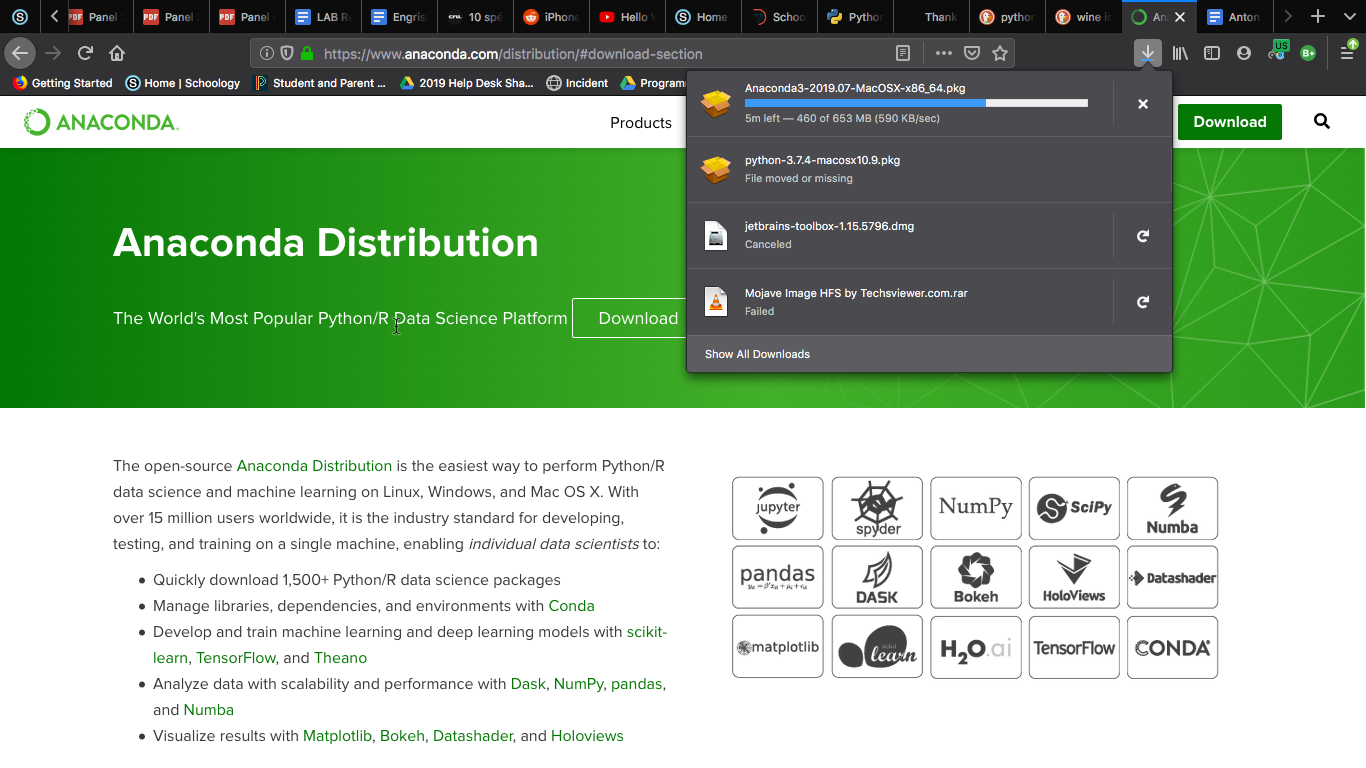 Panel
Panel
Panel
LAB R
Engris
10 spé
iPhone
Hello
Home
Schoo
Pytho
Thank
python
wine is
An
Anton
https://www.anaconda.com/distribution/#download-section
US
B+
Getting Started
Home | Schoology
Student and Parent ...
2019 Help Desk Sha...
Incident
Program
ANACONDA.
Products
Download
Anaconda3-2019.07-MacOSX-x86_64.pkg
5m left — 460 of 653 MB (590 KB/sec)
python-3.7.4-macosx10.9.pkg
File moved or missing
jetbrains-toolbox-1.15.5796.dmg
Canceled
Mojave Image HFS by Techsviewer.com.rar
Failed
Show All Downloads
Anaconda Distribution
The World's Most Popular Python/R Data Science Platform
Download
The open-source Anaconda Distribution is the easiest way to perform Python/R
data science and machine learning on Linux, Windows, and Mac OS X. With
over 15 million users worldwide, it is the industry standard for developing,
testing, and training on a single machine, enabling individual data scientists to:
• Quickly download 1,500+ Python/R data science packages
• Manage libraries, dependencies, and environments with Conda
• Develop and train machine learning and deep learning models with scikit-
learn, TensorFlow, and Theano
• Analyze data with scalability and performance with Dask, NumPy, pandas,
and Numba
• Visualize results with Matplotlib, Bokeh, Datashader, and Holoviews
jupyter
spyder
NumPy
SciPy
Numba
pandas
DASK
Bokeh
HoloViews
Datashader
matplotlib
learn
H2O.ai
TensorFlow
CONDA